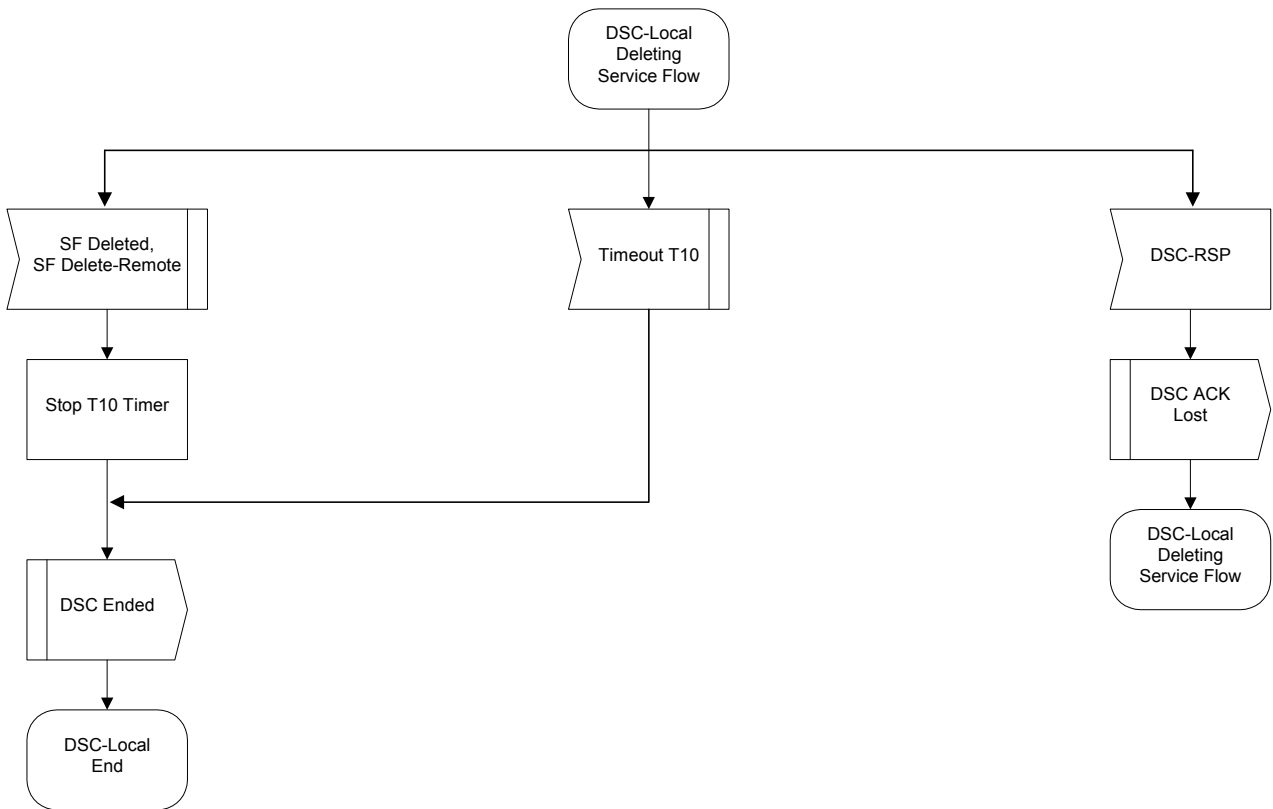 DSC-Local
Deleting
Service Flow
SF Deleted,
SF Delete-Remote
Timeout T10
DSC-RSP
Stop T10 Timer
DSC ACK
Lost
DSC-Local
Deleting
Service Flow
DSC Ended
DSC-Local
End